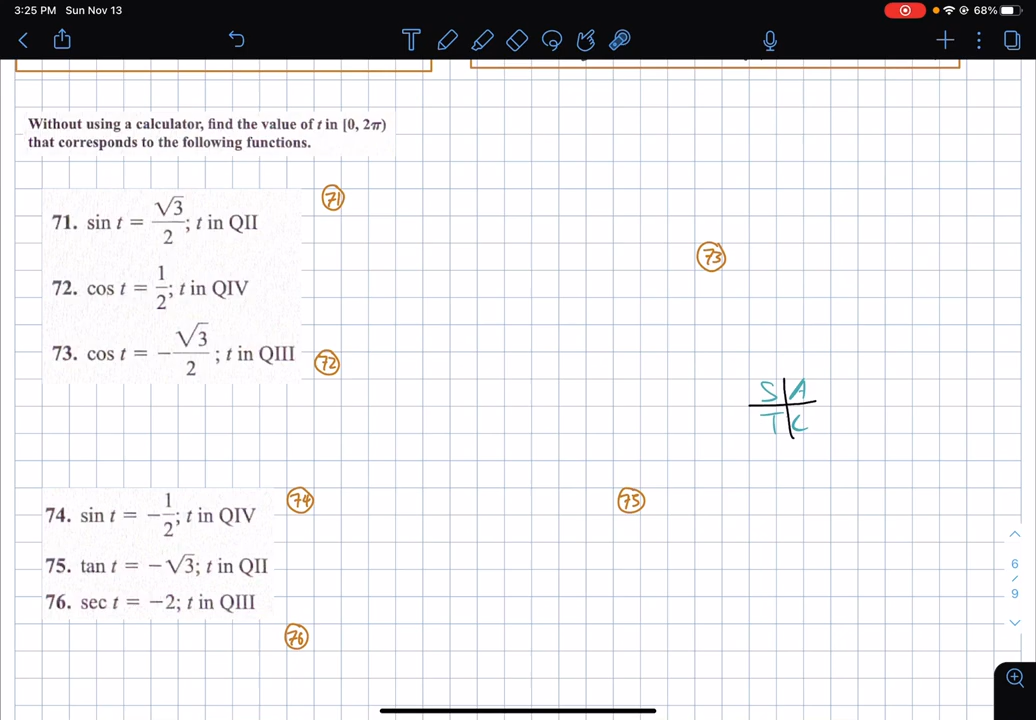 3:25 PM Sun Nov 13
68%
T
Without using a calculator, find the value of t in [0, 2π)
that corresponds to the following functions.
71
71. sin t = √3/2; t in QII
73
72. cos t = 1/2; t in QIV
73. cos t = −√3/2; t in QIII
72
S A
T C
74
75
74. sin t = −1/2; t in QIV
75. tan t = −√3; t in QII
76. sec t = −2; t in QIII
76
6
/
9